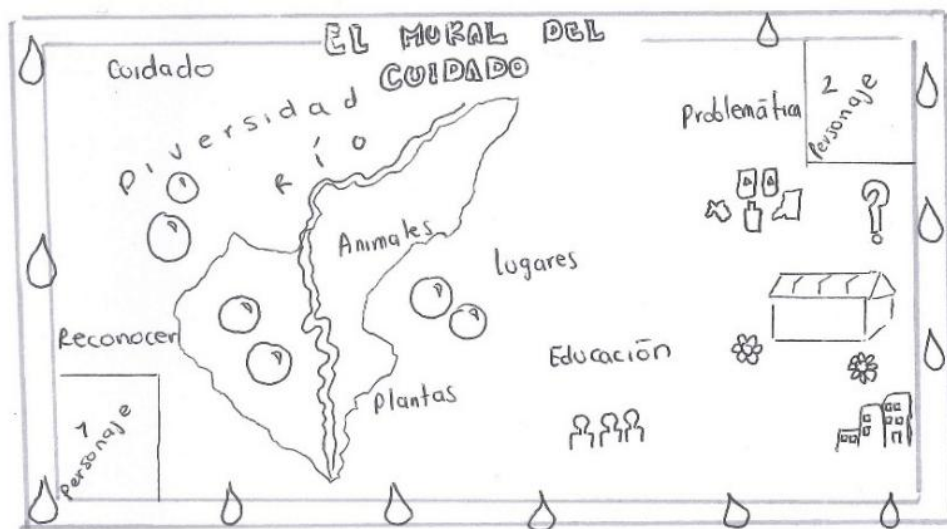 EL MURAL DEL
CUIDADO
Cuidado
Diversidad
Río
Problemática
2
Personaje
Animales
lugares
Reconocer
Educación
Plantas
1
Personaje
?